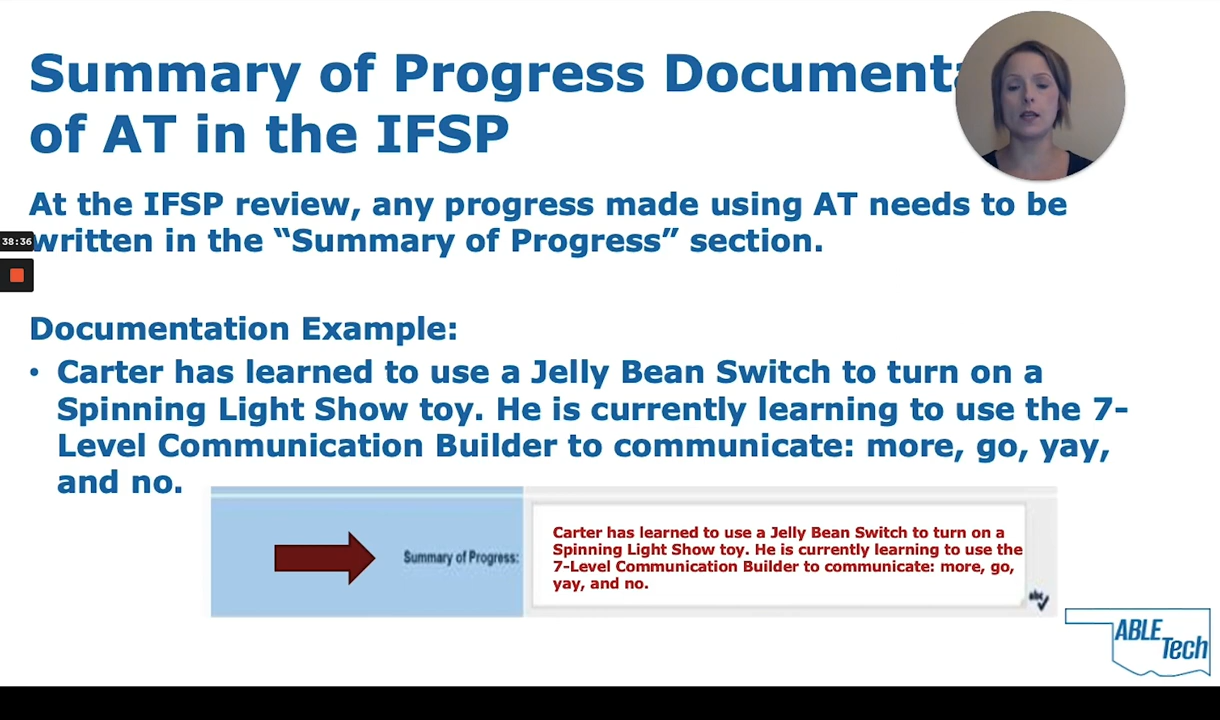 Summary of Progress Documenta
of AT in the IFSP
At the IFSP review, any progress made using AT needs to be
38:36
written in the “Summary of Progress” section.
Documentation Example:
• Carter has learned to use a Jelly Bean Switch to turn on a
Spinning Light Show toy. He is currently learning to use the 7-
Level Communication Builder to communicate: more, go, yay,
and no.
Summary of Progress:
Carter has learned to use a Jelly Bean Switch to turn on a
Spinning Light Show toy. He is currently learning to use the
7-Level Communication Builder to communicate: more, go,
yay, and no.
abc
ABLE
Tech